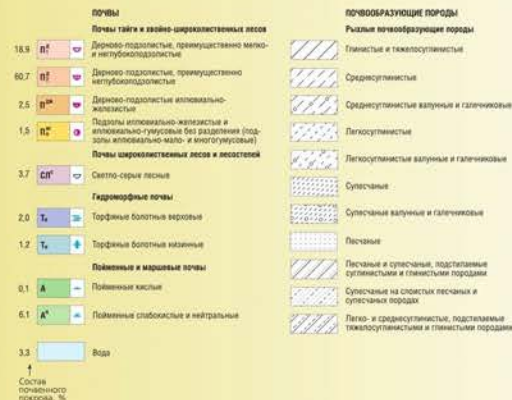 ПОЧВЫ
Почвы тайги и хвойно-широколиственных лесов
18,9 Дерново-подзолистые, преимущественно мелко-
и неглубокоподзолистые
60,7 Дерново-подзолистые, преимущественно
неглубокоподзолистые
2,5 Дерново-подзолистые иллювиально-
железистые
1,5 Подзолы иллювиально-железистые и
иллювиально-гумусовые без разделения (под-
золы иллювиально-мало- и многогумусовые)
Почвы широколиственных лесов и лесостепей
3,7 Светло-серые лесные
Гидроморфные почвы
2,0 Торфяные болотные верховые
1,2 Торфяные болотные низинные
Пойменные и маршевые почвы
0,1 А Пойменные кислые
6,1 Пойменные слабокислые и нейтральные
3,3 Вода
Состав
почвенного
покрова, %
ПОЧВООБРАЗУЮЩИЕ ПОРОДЫ
Рыхлые почвообразующие породы
Глинистые и тяжелосуглинистые
Среднесуглинистые
Среднесуглинистые валунные и галечниковые
Легкосуглинистые
Легкосуглинистые валунные и галечниковые
Супесчаные
Супесчаные валунные и галечниковые
Песчаные
Песчаные и супесчаные, подстилаемые
суглинистыми и глинистыми породами
Супесчаные на слоистых песчаных и
супесчаных породах
Легко- и среднесуглинистые, подстилаемые
тяжелосуглинистыми и глинистыми породами